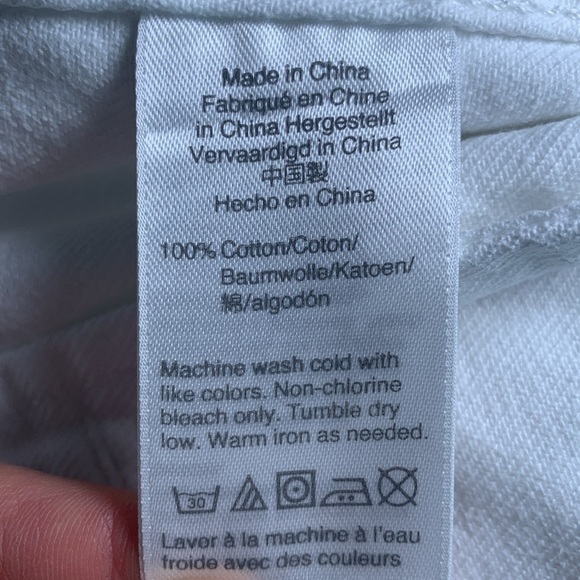 Made in China
Fabriqué en Chine
in China Hergestellt
Vervaardigd in China
中国製
Hecho en China
100% Cotton/Coton/
Baumwolle/Katoen/
綿/algodón
Machine wash cold with
like colors. Non-chlorine
bleach only. Tumble dry
low. Warm iron as needed.
30
Laver à la machine à l'eau
froide avec des couleurs